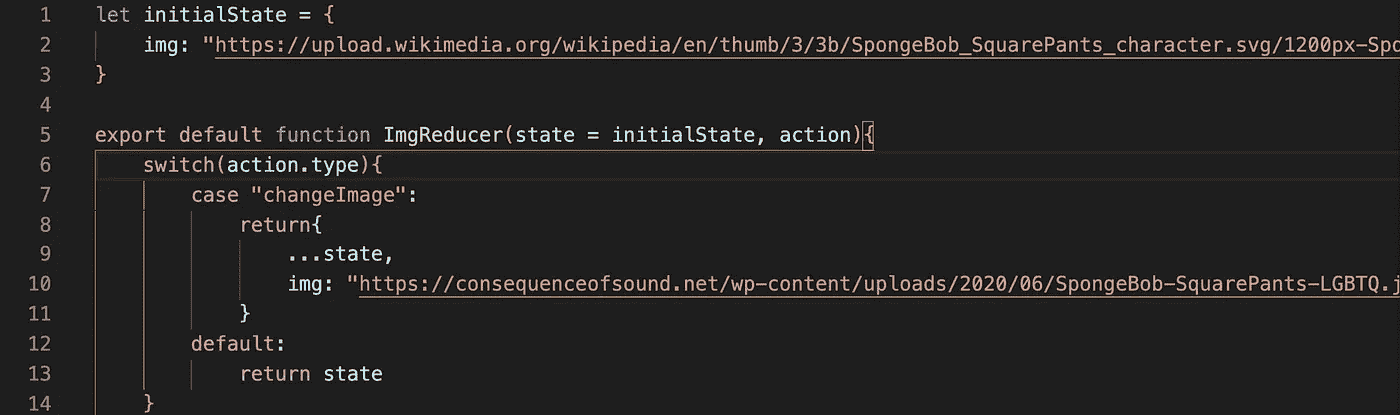 1 let initialState = {
2 img: "https://upload.wikimedia.org/wikipedia/en/thumb/3/3b/SpongeBob_SquarePants_character.svg/1200px-Spo
3 }
4
5 export default function ImgReducer(state = initialState, action){
6 switch(action.type){
7 case "changeImage":
8 return{
9 ...state,
10 img: "https://consequenceofsound.net/wp-content/uploads/2020/06/SpongeBob-SquarePants-LGBTQ.j
11 }
12 default:
13 return state
14 }